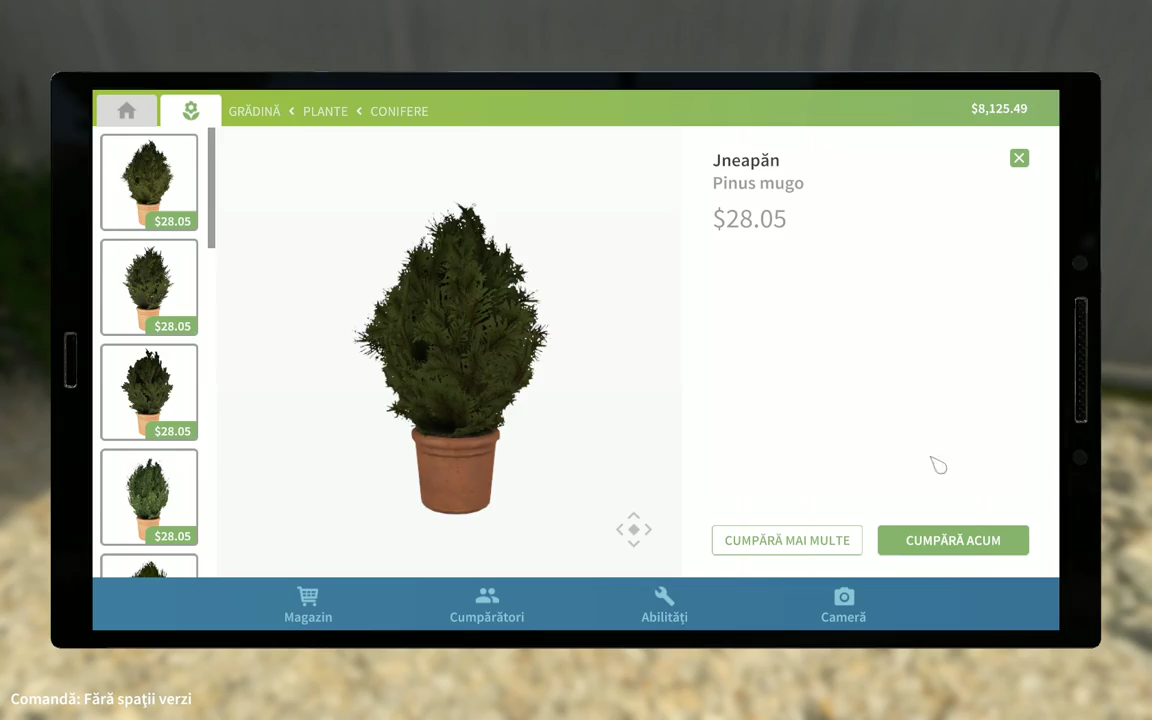 GRĂDINĂ < PLANTE < CONIFERE
$8,125.49
$28.05
$28.05
$28.05
$28.05
Jneapăn
Pinus mugo
$28.05
CUMPĂRĂ MAI MULTE
CUMPĂRĂ ACUM
Magazin
Cumpărători
Abilități
Cameră
Comandă: Fără spaţii verzi